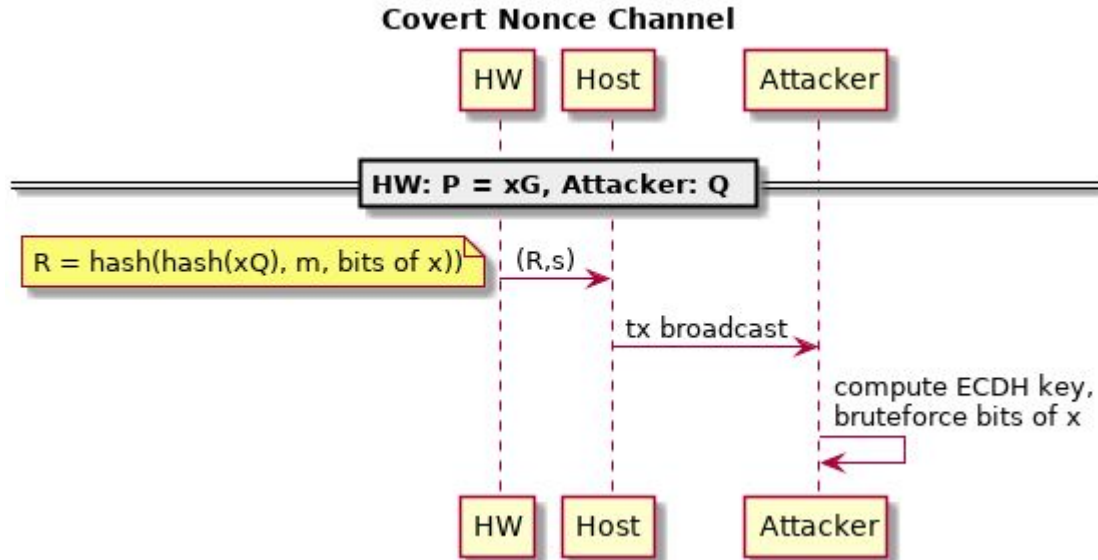 Covert Nonce Channel
HW Host Attacker
HW: P = xG, Attacker: Q
R = hash(hash(xQ), m, bits of x))
(R,s)
tx broadcast
compute ECDH key,
bruteforce bits of x
HW Host Attacker